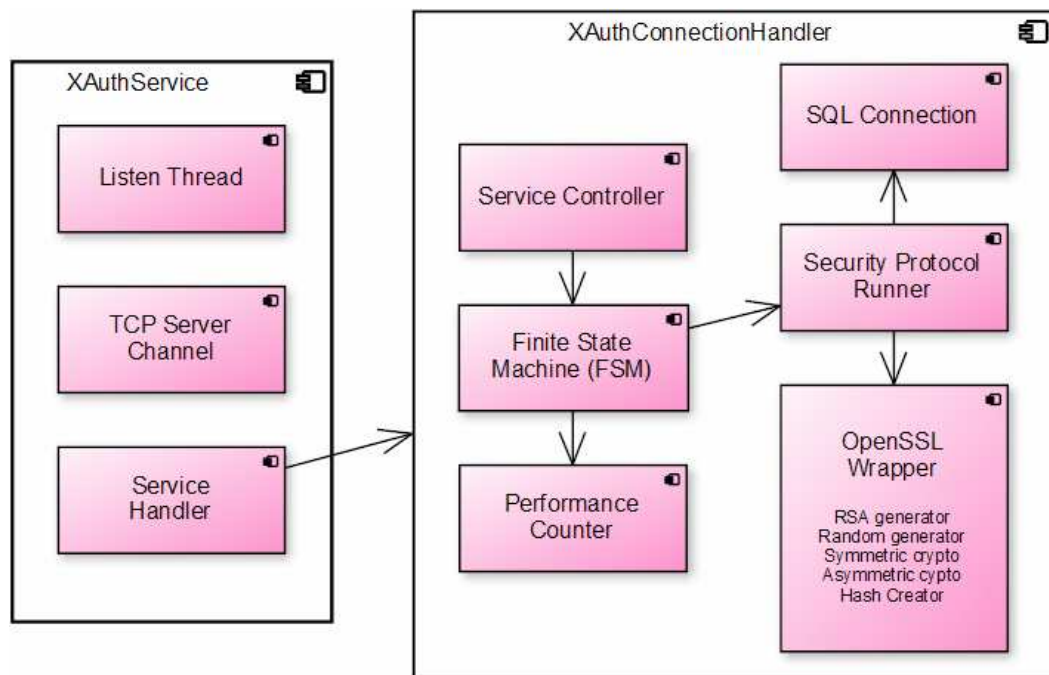 XAuthService
Listen Thread
TCP Server
Channel
Service
Handler
XAuthConnectionHandler
Service Controller
Finite State
Machine (FSM)
Performance
Counter
SQL Connection
Security Protocol
Runner
OpenSSL
Wrapper
RSA generator
Random generator
Symmetric crypto
Asymmetric cypto
Hash Creator